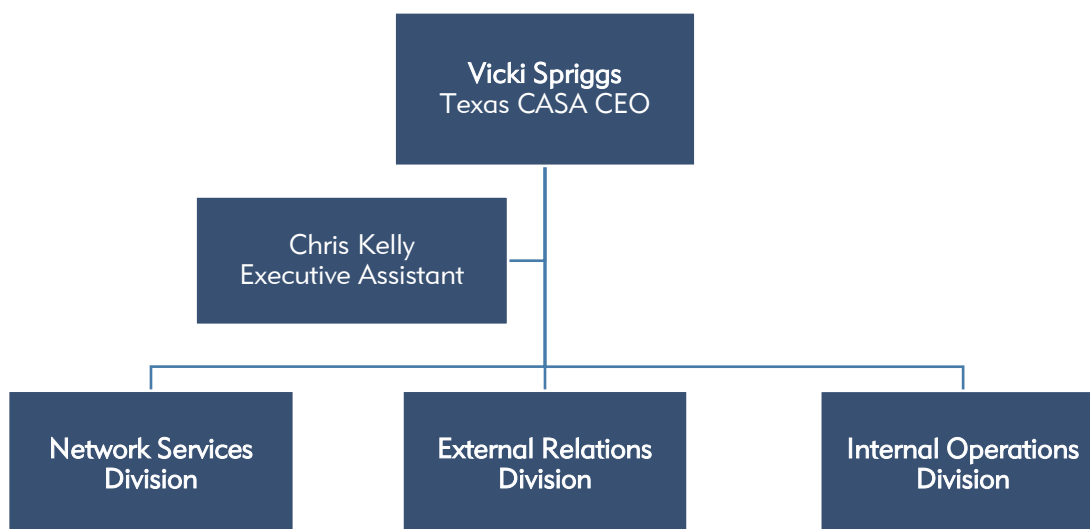 Vicki Spriggs
Texas CASA CEO
Chris Kelly
Executive Assistant
Network Services
Division
External Relations
Division
Internal Operations
Division